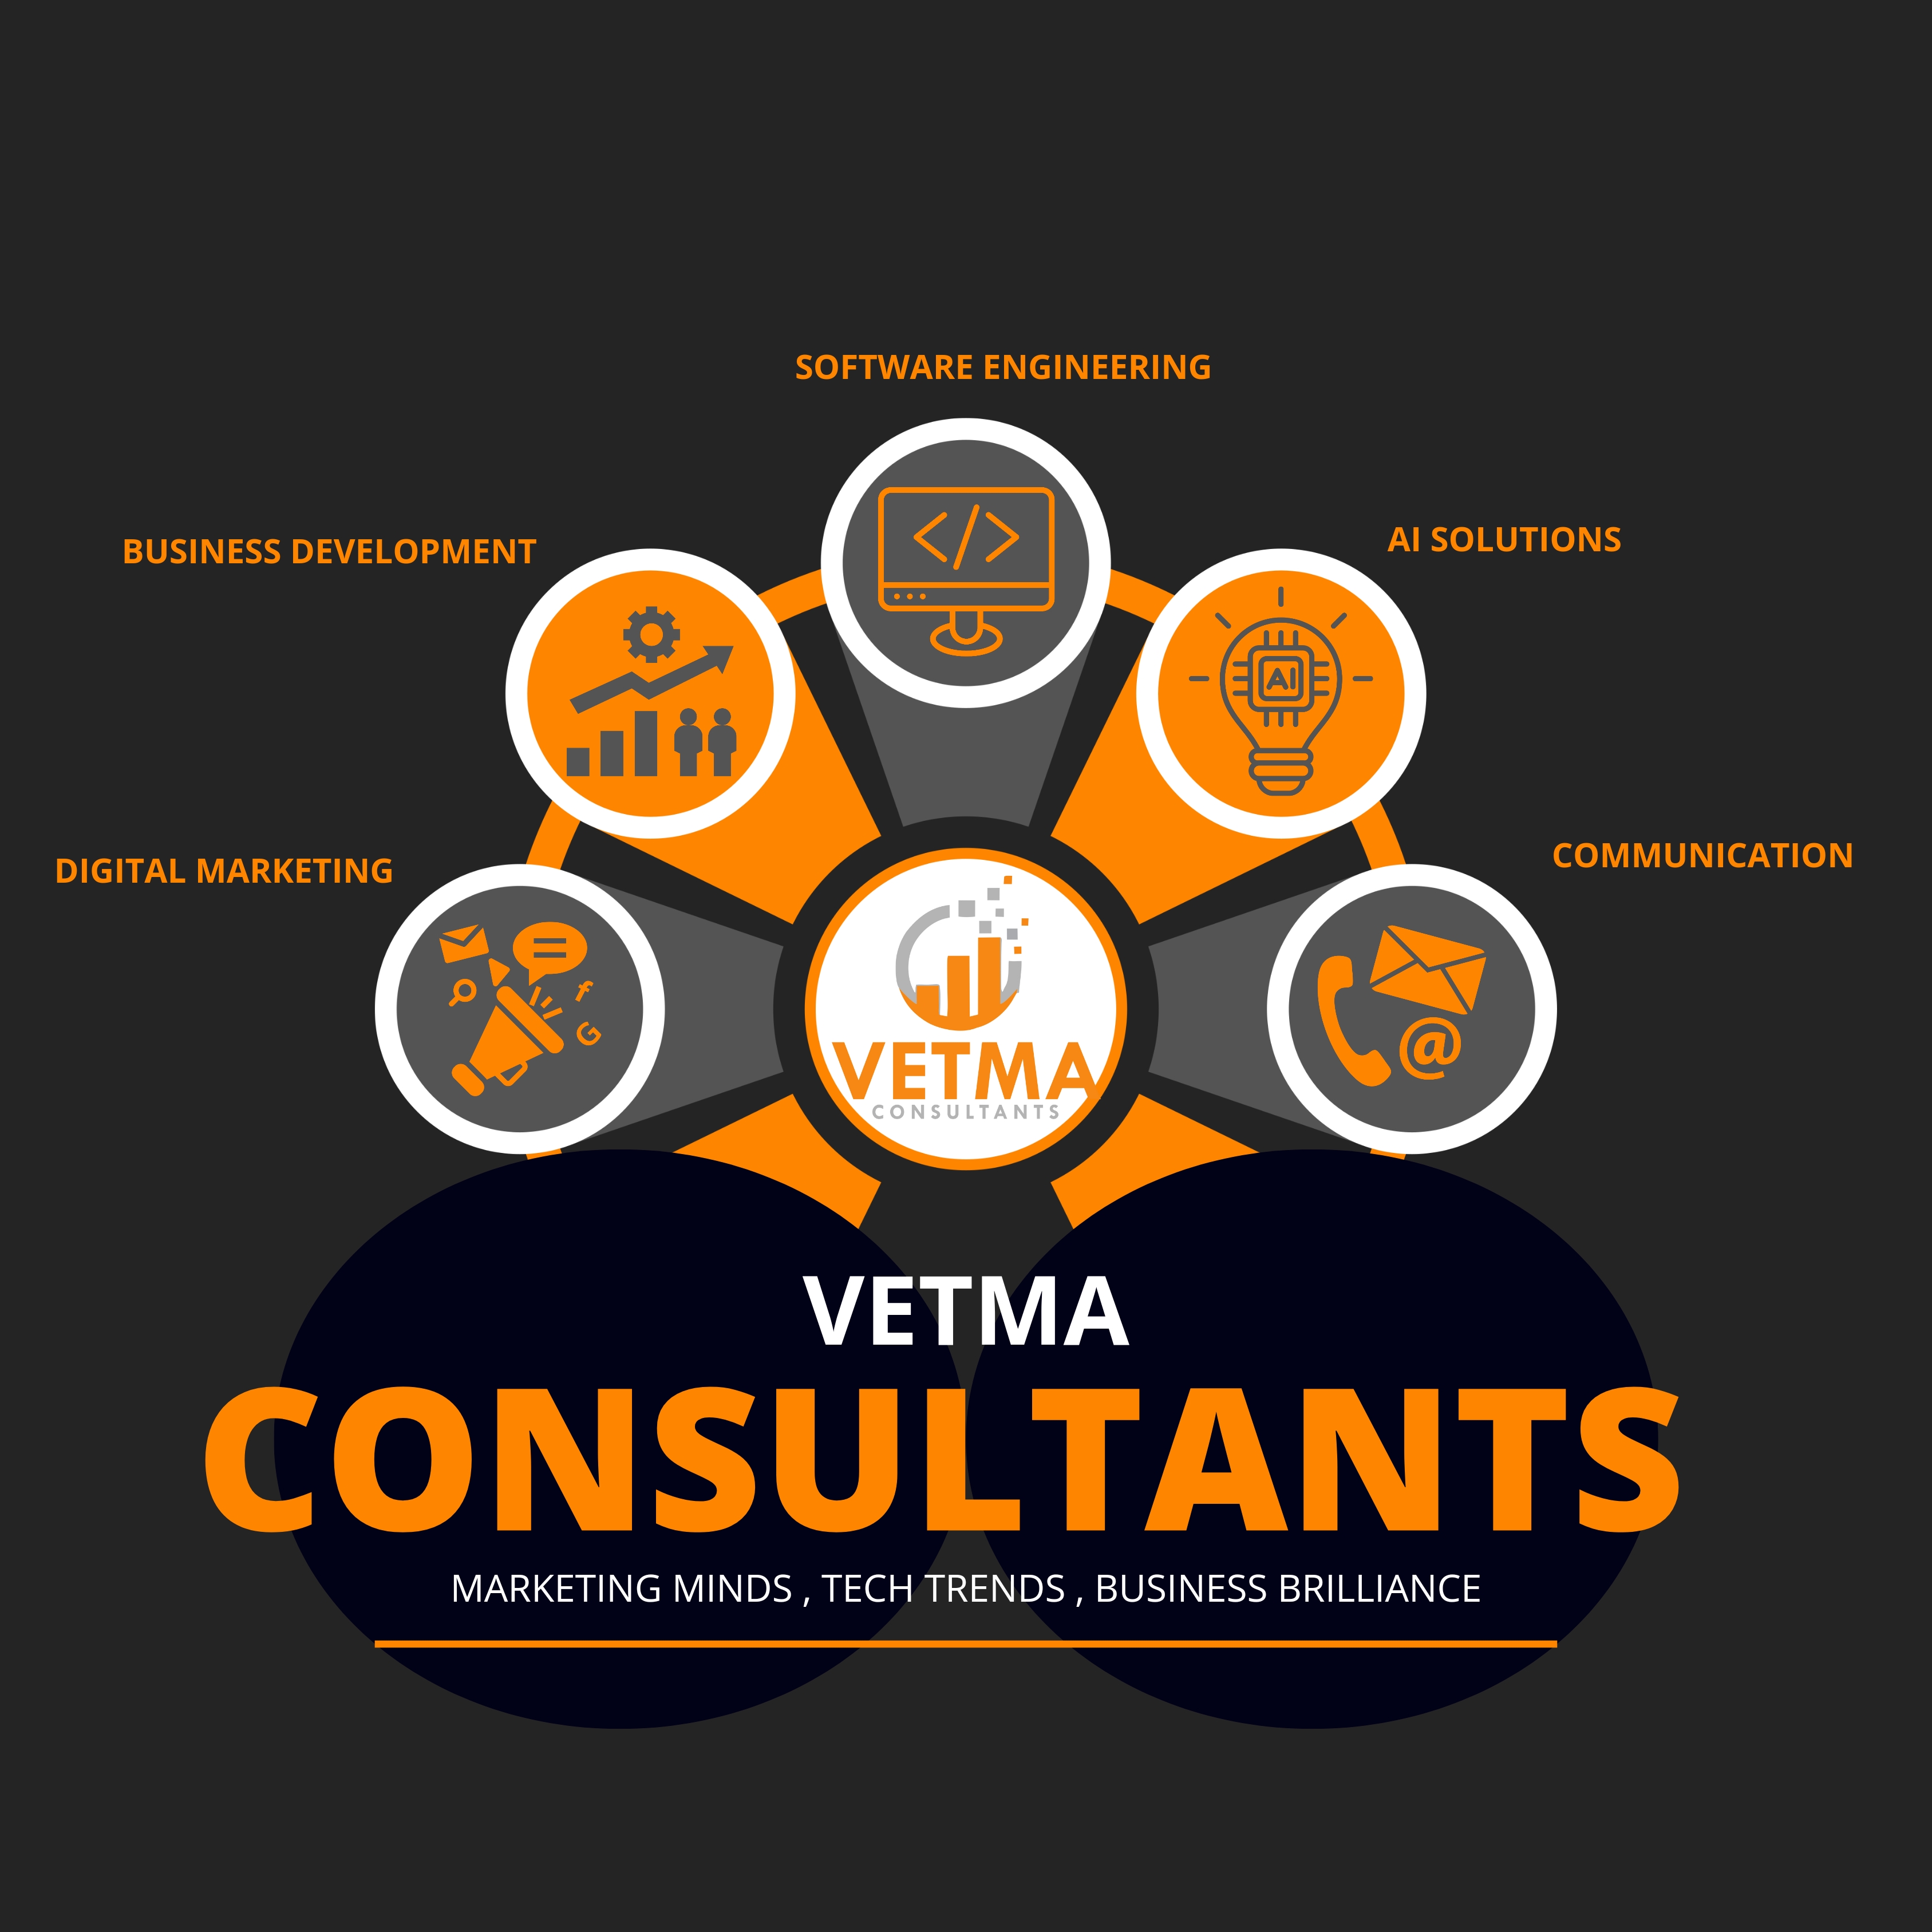 SOFTWARE ENGINEERING
BUSINESS DEVELOPMENT
AI SOLUTIONS
</>
AI
DIGITAL MARKETING
COMMUNICATION
f
G
@
VETMA
CONSULTANTS
VETMA
CONSULTANTS
MARKETING MINDS , TECH TRENDS , BUSINESS BRILLIANCE